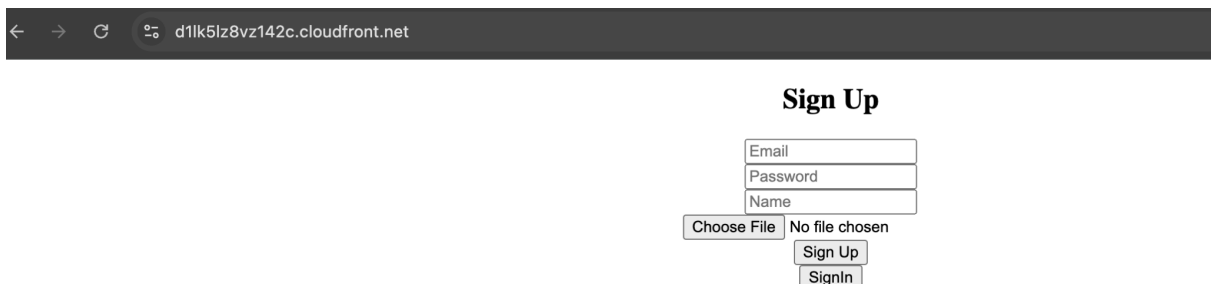 d1lk5lz8vz142c.cloudfront.net
Sign Up
Email
Password
Name
Choose File No file chosen
Sign Up
SignIn